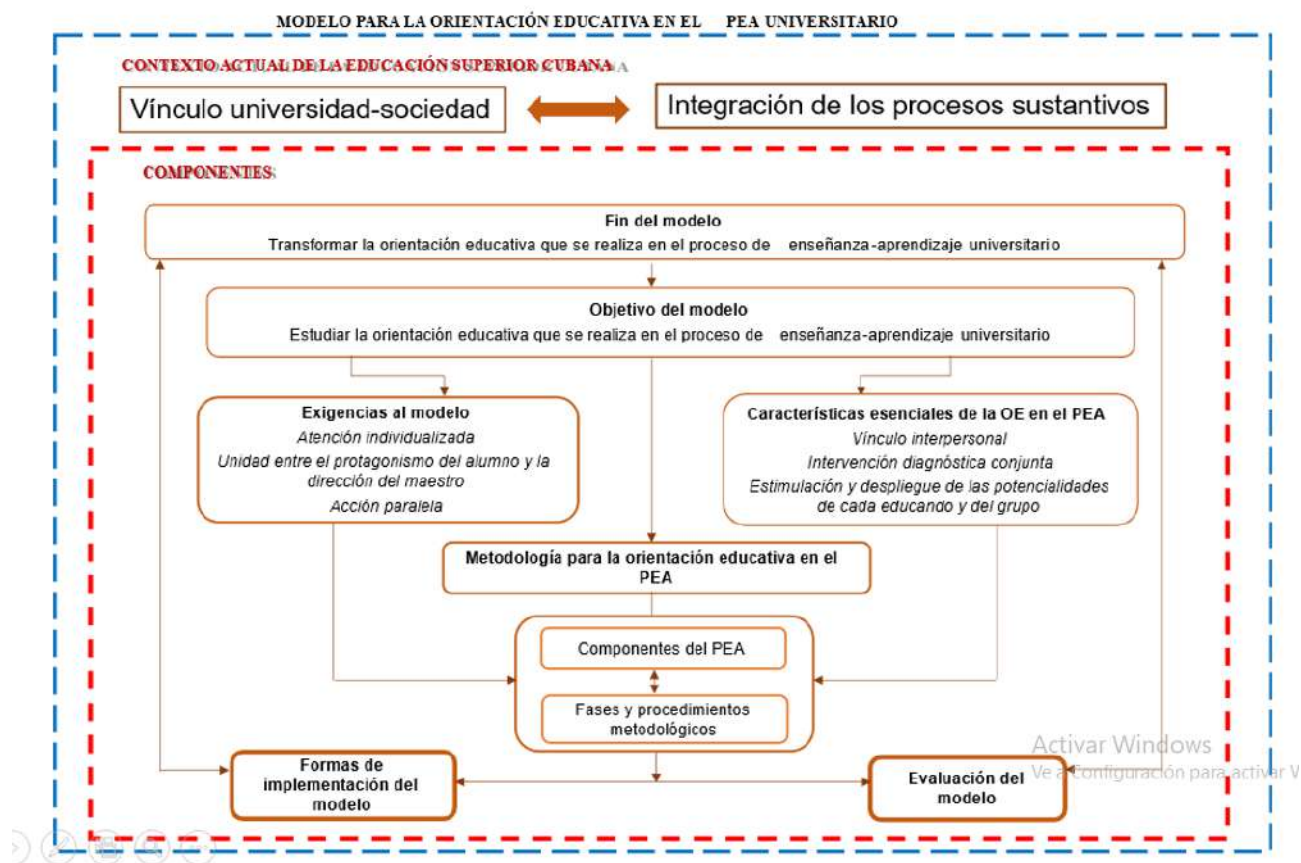 MODELO PARA LA ORIENTACIÓN EDUCATIVA EN EL PEA UNIVERSITARIO
CONTEXTO ACTUAL DE LA EDUCACIÓN SUPERIOR CUBANA
Vínculo universidad-sociedad
Integración de los procesos sustantivos
COMPONENTES
Fin del modelo
Transformar la orientación educativa que se realiza en el proceso de enseñanza-aprendizaje universitario
Objetivo del modelo
Estudiar la orientación educativa que se realiza en el proceso de enseñanza-aprendizaje universitario
Exigencias al modelo
Atención individualizada
Unidad entre el protagonismo del alumno y la
dirección del maestro
Acción paralela
Características esenciales de la OE en el PEA
Vínculo interpersonal
Intervención diagnóstica conjunta
Estimulación y despliegue de las potencialidades
de cada educando y del grupo
Metodología para la orientación educativa en el
PEA
Componentes del PEA
Fases y procedimientos
metodológicos
Formas de
implementación del
modelo
Evaluación del
modelo
Activar Windows
Ve a Configuración para activar W